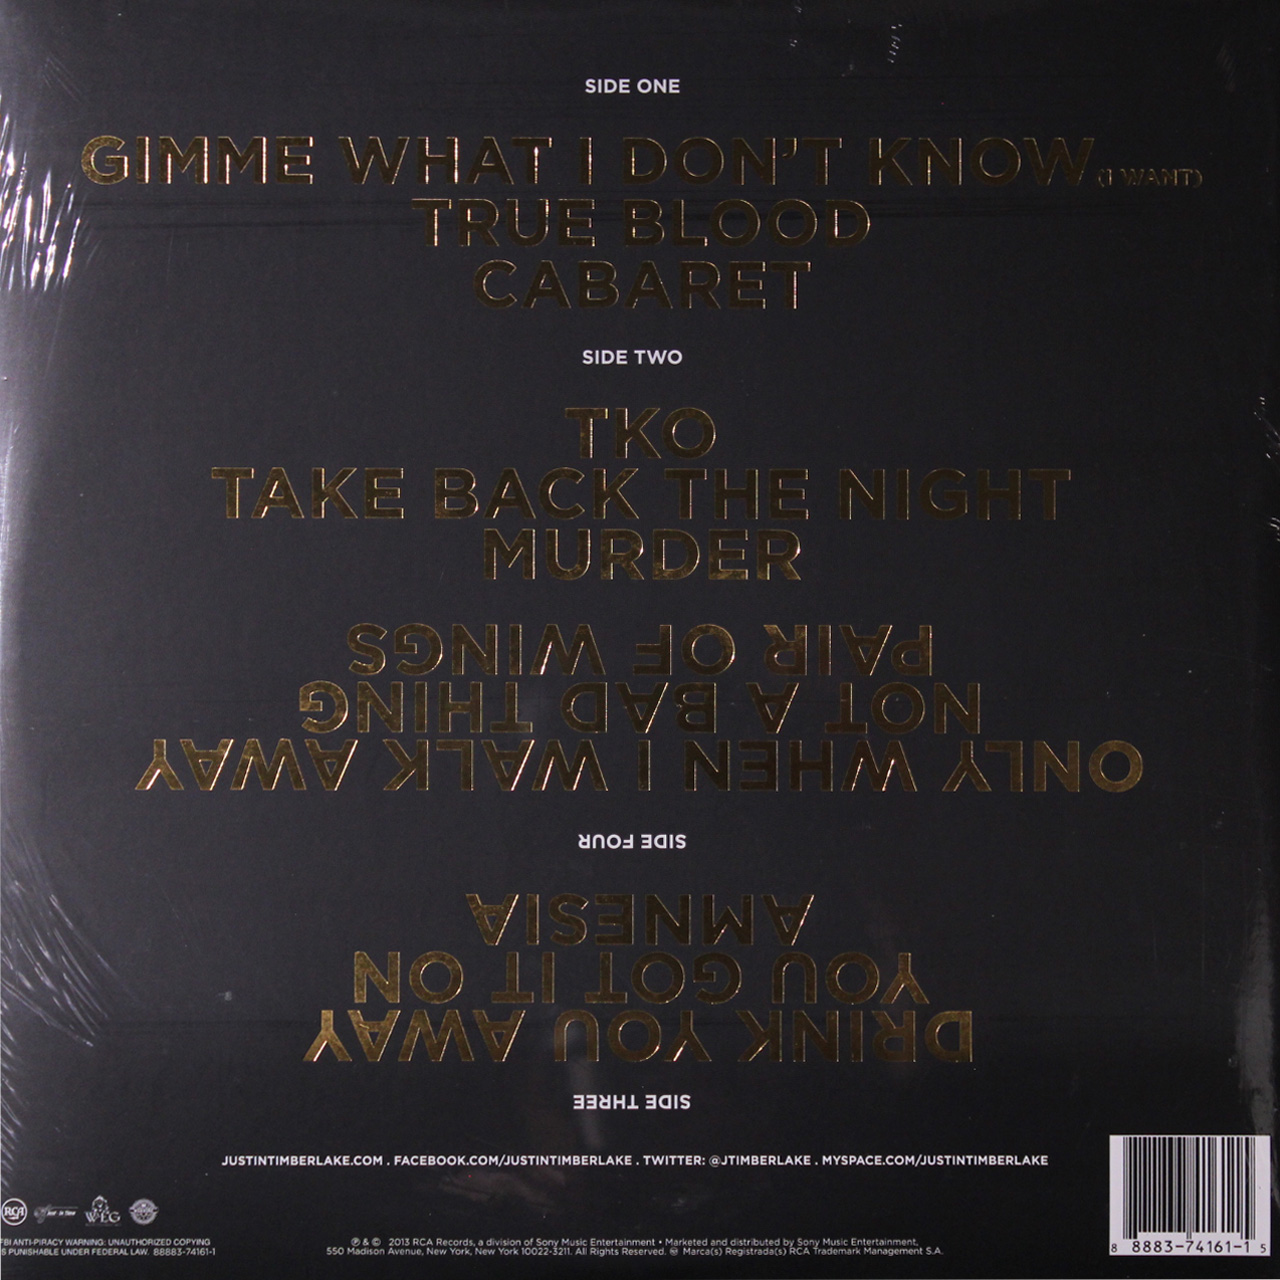 SIDE ONE
GIMME WHAT I DON'T KNOW (I WANT)
TRUE BLOOD
CABARET
SIDE TWO
TKO
TAKE BACK THE NIGHT
MURDER
SIDE THREE
DRINK YOU AWAY
YOU GOT IT ON
AMNESIA
SIDE FOUR
ONLY WHEN I WALK AWAY
NOT A BAD THING
PAIR OF WINGS
JUSTINTIMBERLAKE.COM . FACEBOOK.COM/JUSTINTIMBERLAKE . TWITTER: @JTIMBERLAKE . MYSPACE.COM/JUSTINTIMBERLAKE
RCA
WEG
FBI ANTI-PIRACY WARNING: UNAUTHORIZED COPYING
IS PUNISHABLE UNDER FEDERAL LAW. 88883-74161-1
℗ & © 2013 RCA Records, a division of Sony Music Entertainment • Marketed and distributed by Sony Music Entertainment,
550 Madison Avenue, New York, New York 10022-3211. All Rights Reserved. Marca(s) Registrada(s) RCA Trademark Management S.A.
8 8883-74161-1 5